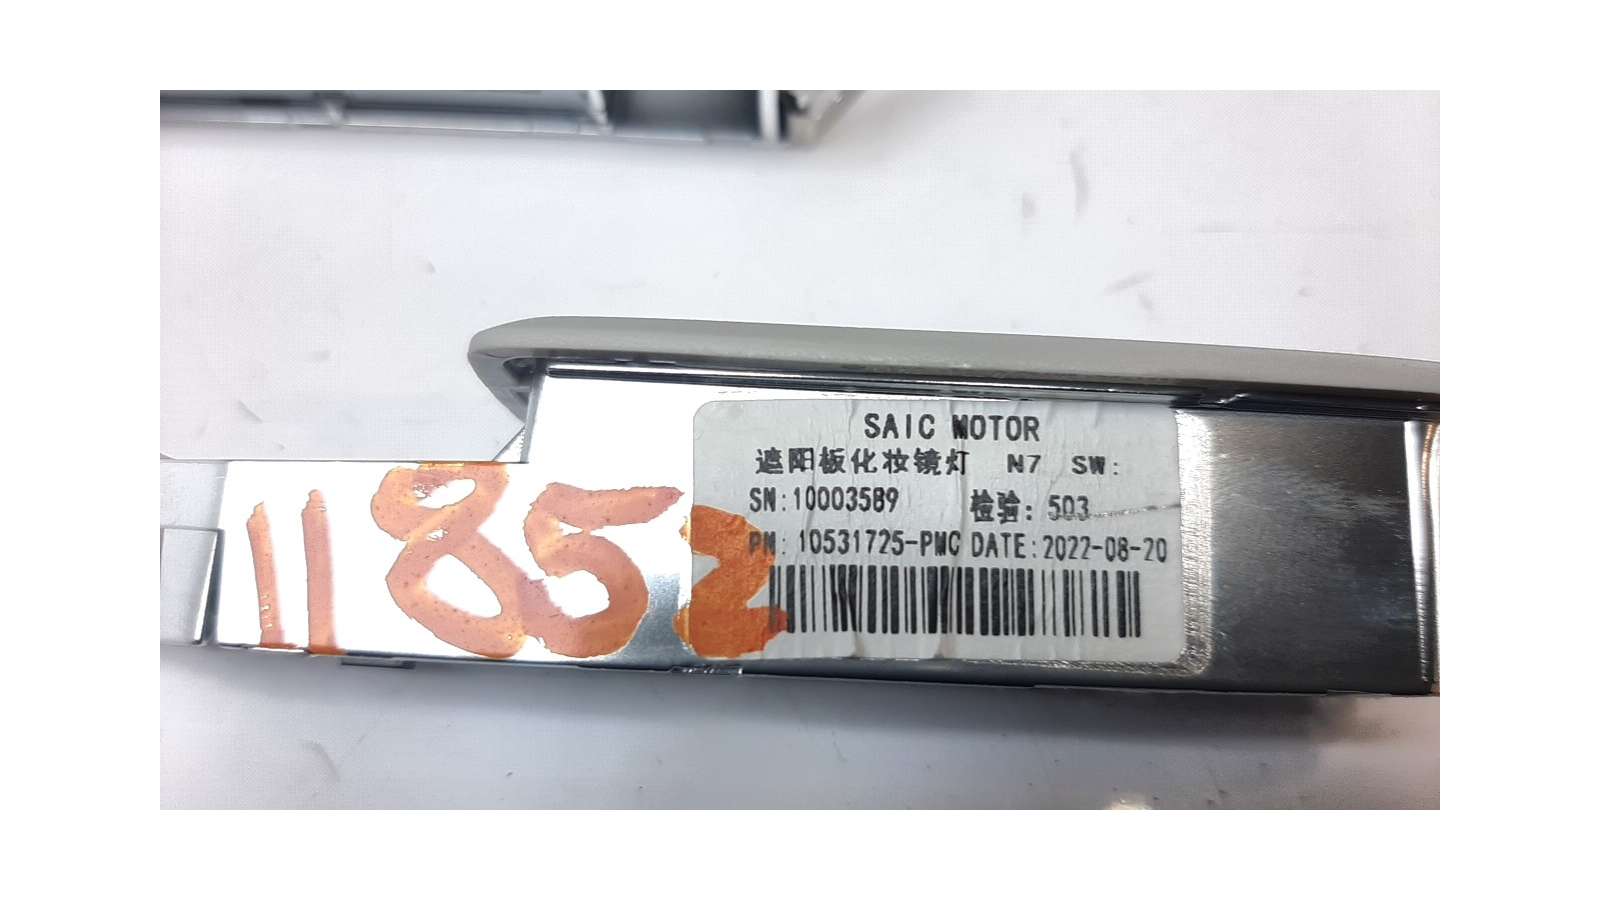 SAIC MOTOR
遮阳板化妆镜灯 N7 SW:
SN:10003589 检验: 503
PN: 10531725-PMC DATE:2022-08-20
11852